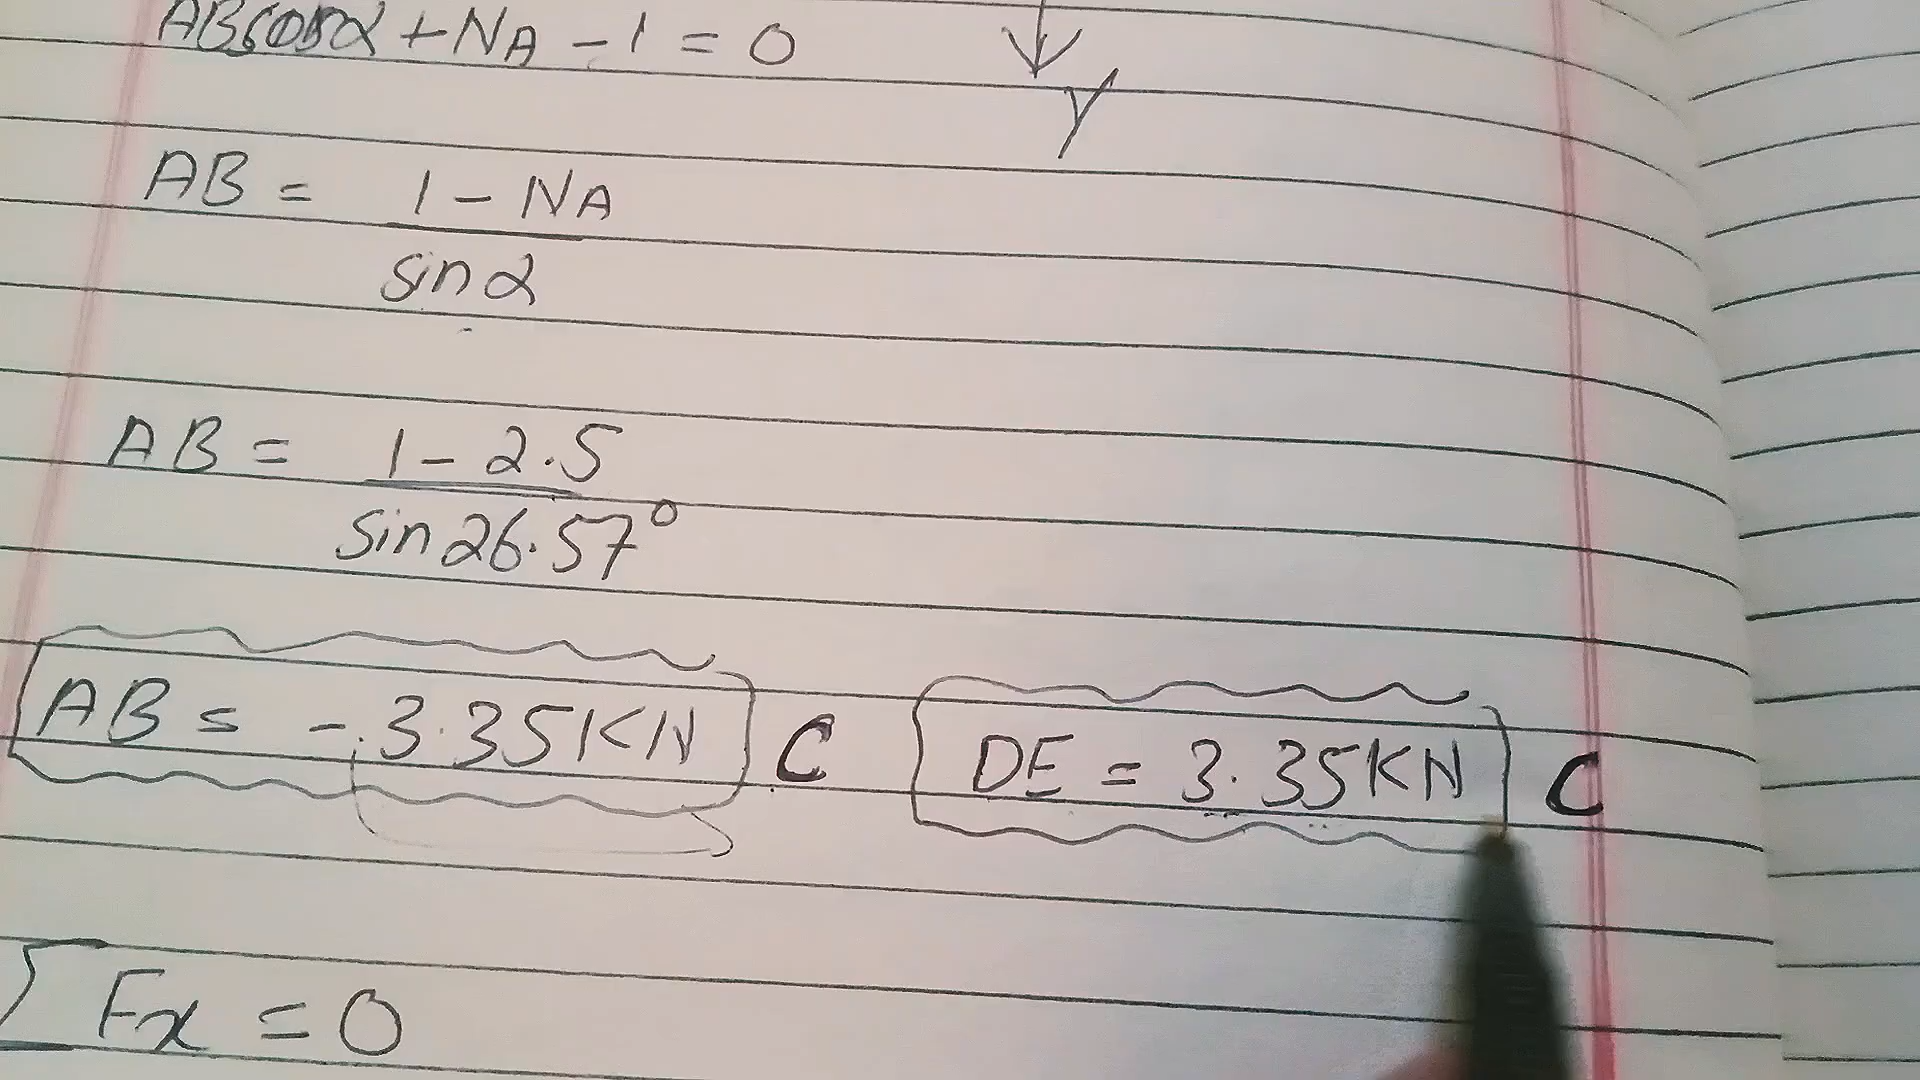 ABcosα + NA - 1 = 0
Y
AB = 1 - NA
sin α
AB = 1 - 2.5
sin 26.57°
AB = -3.35KN C DE = 3.35KN C
∑Fx = 0